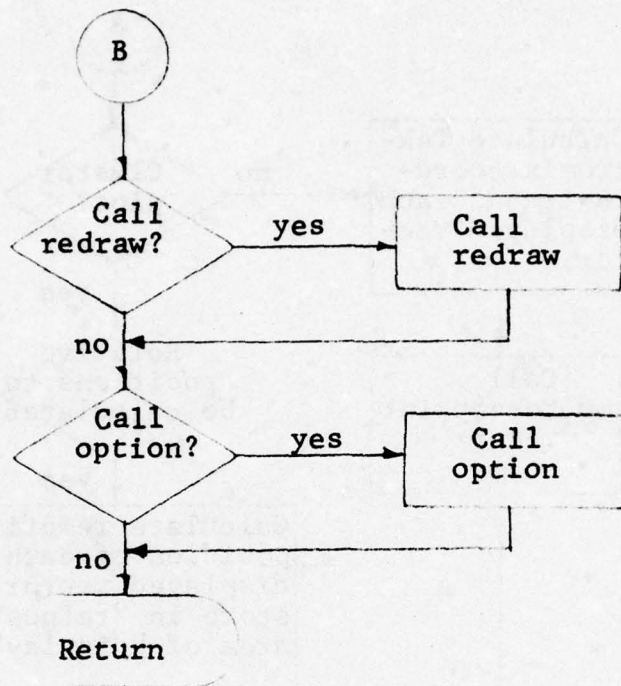 B
Call
redraw?
yes
Call
redraw
no
Call
option?
yes
Call
option
no
Return